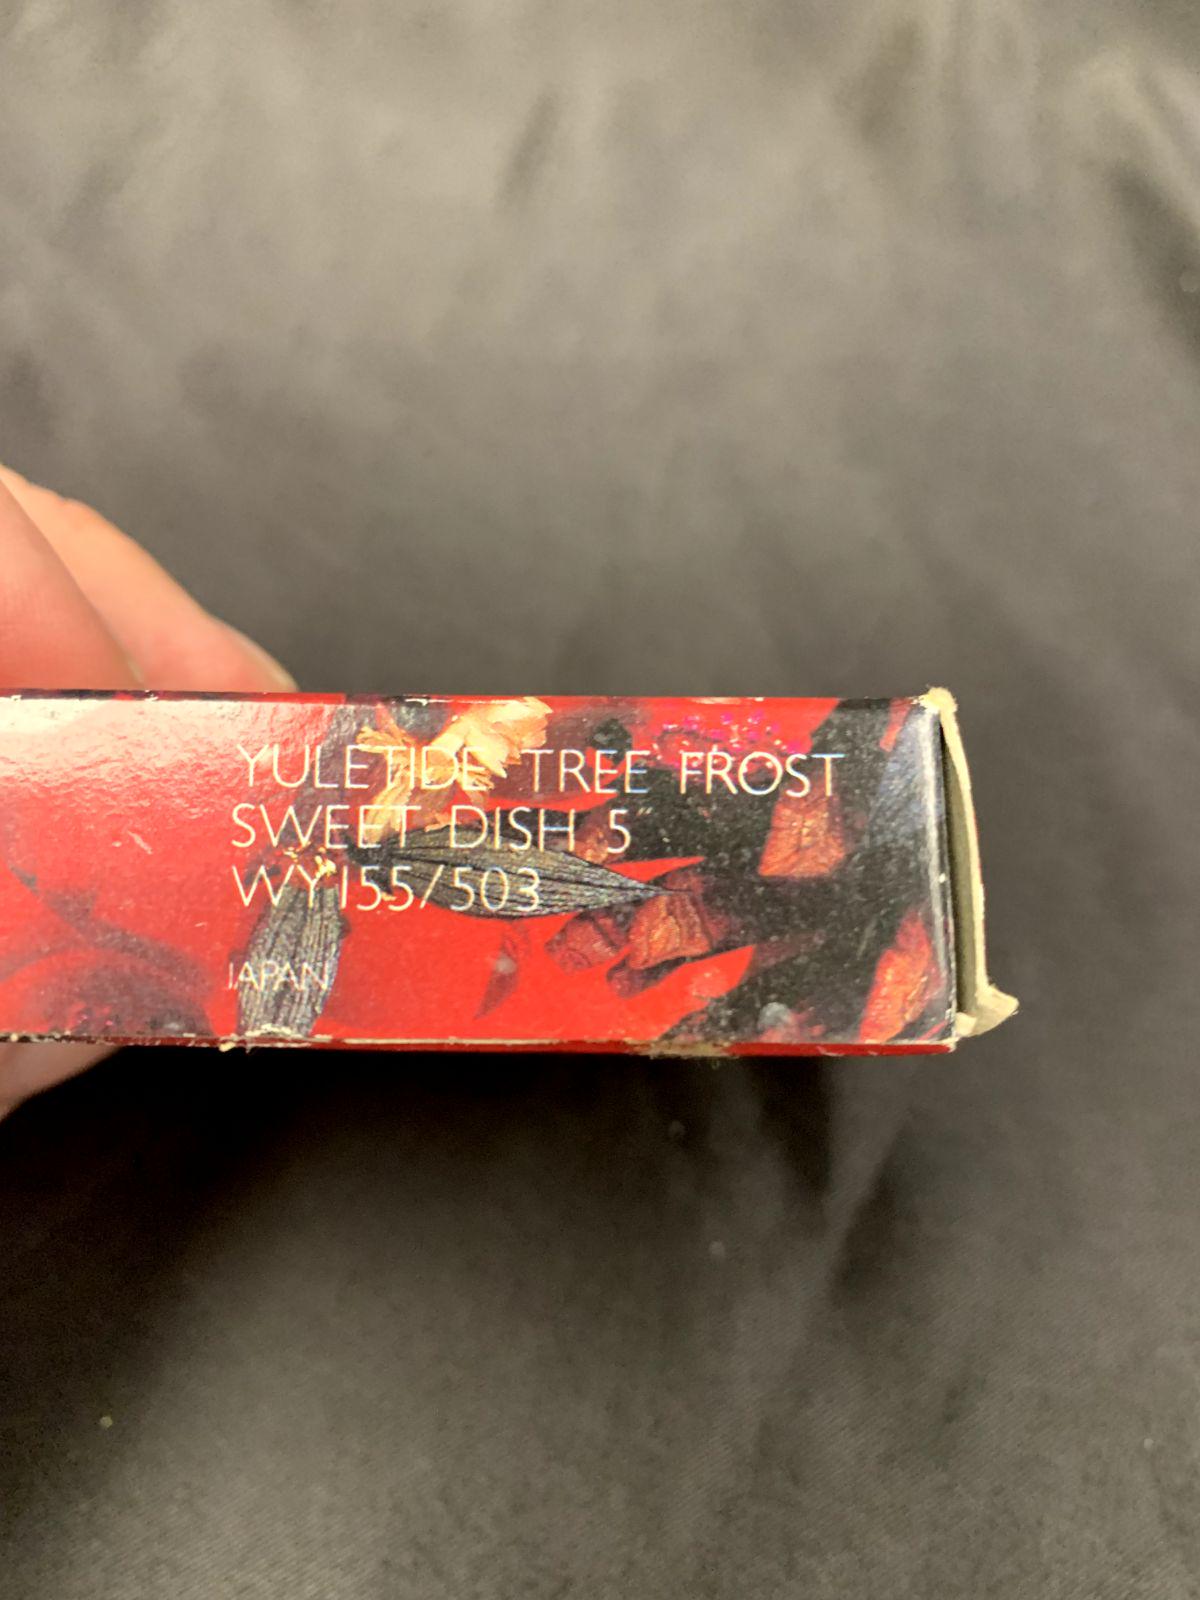 YULETIDE TREE FROST
SWEET DISH 5"
WY155/503
JAPAN